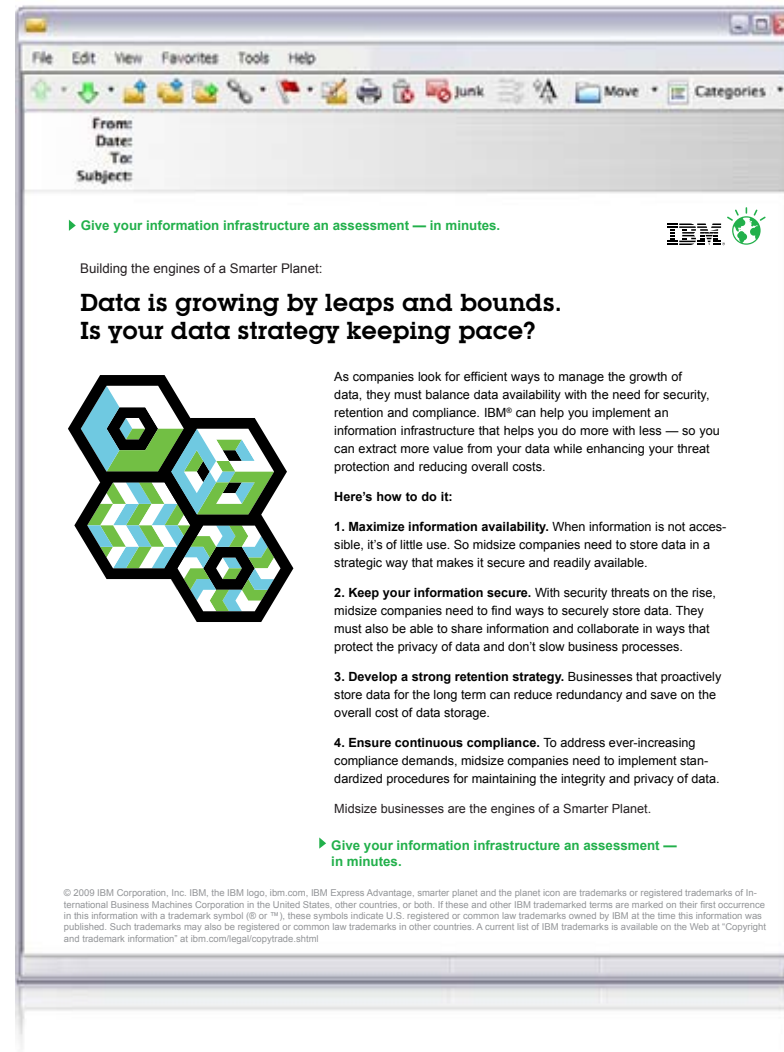 File Edit View Favorites Tools Help
Junk Move Categories
From:
Date:
To:
Subject:
Give your information infrastructure an assessment — in minutes.
IBM®
Building the engines of a Smarter Planet:
Data is growing by leaps and bounds.
Is your data strategy keeping pace?
As companies look for efficient ways to manage the growth of
data, they must balance data availability with the need for security,
retention and compliance. IBM® can help you implement an
information infrastructure that helps you do more with less — so you
can extract more value from your data while enhancing your threat
protection and reducing overall costs.
Here’s how to do it:
1. Maximize information availability. When information is not acces-
sible, it’s of little use. So midsize companies need to store data in a
strategic way that makes it secure and readily available.
2. Keep your information secure. With security threats on the rise,
midsize companies need to find ways to securely store data. They
must also be able to share information and collaborate in ways that
protect the privacy of data and don’t slow business processes.
3. Develop a strong retention strategy. Businesses that proactively
store data for the long term can reduce redundancy and save on the
overall cost of data storage.
4. Ensure continuous compliance. To address ever-increasing
compliance demands, midsize companies need to implement stan-
dardized procedures for maintaining the integrity and privacy of data.
Midsize businesses are the engines of a Smarter Planet.
Give your information infrastructure an assessment —
in minutes.
© 2009 IBM Corporation, Inc. IBM, the IBM logo, ibm.com, IBM Express Advantage, smarter planet and the planet icon are trademarks or registered trademarks of In-
ternational Business Machines Corporation in the United States, other countries, or both. If these and other IBM trademarked terms are marked on their first occurrence
in this information with a trademark symbol (® or ™), these symbols indicate U.S. registered or common law trademarks owned by IBM at the time this information was
published. Such trademarks may also be registered or common law trademarks in other countries. A current list of IBM trademarks is available on the Web at “Copyright
and trademark information” at ibm.com/legal/copytrade.shtml